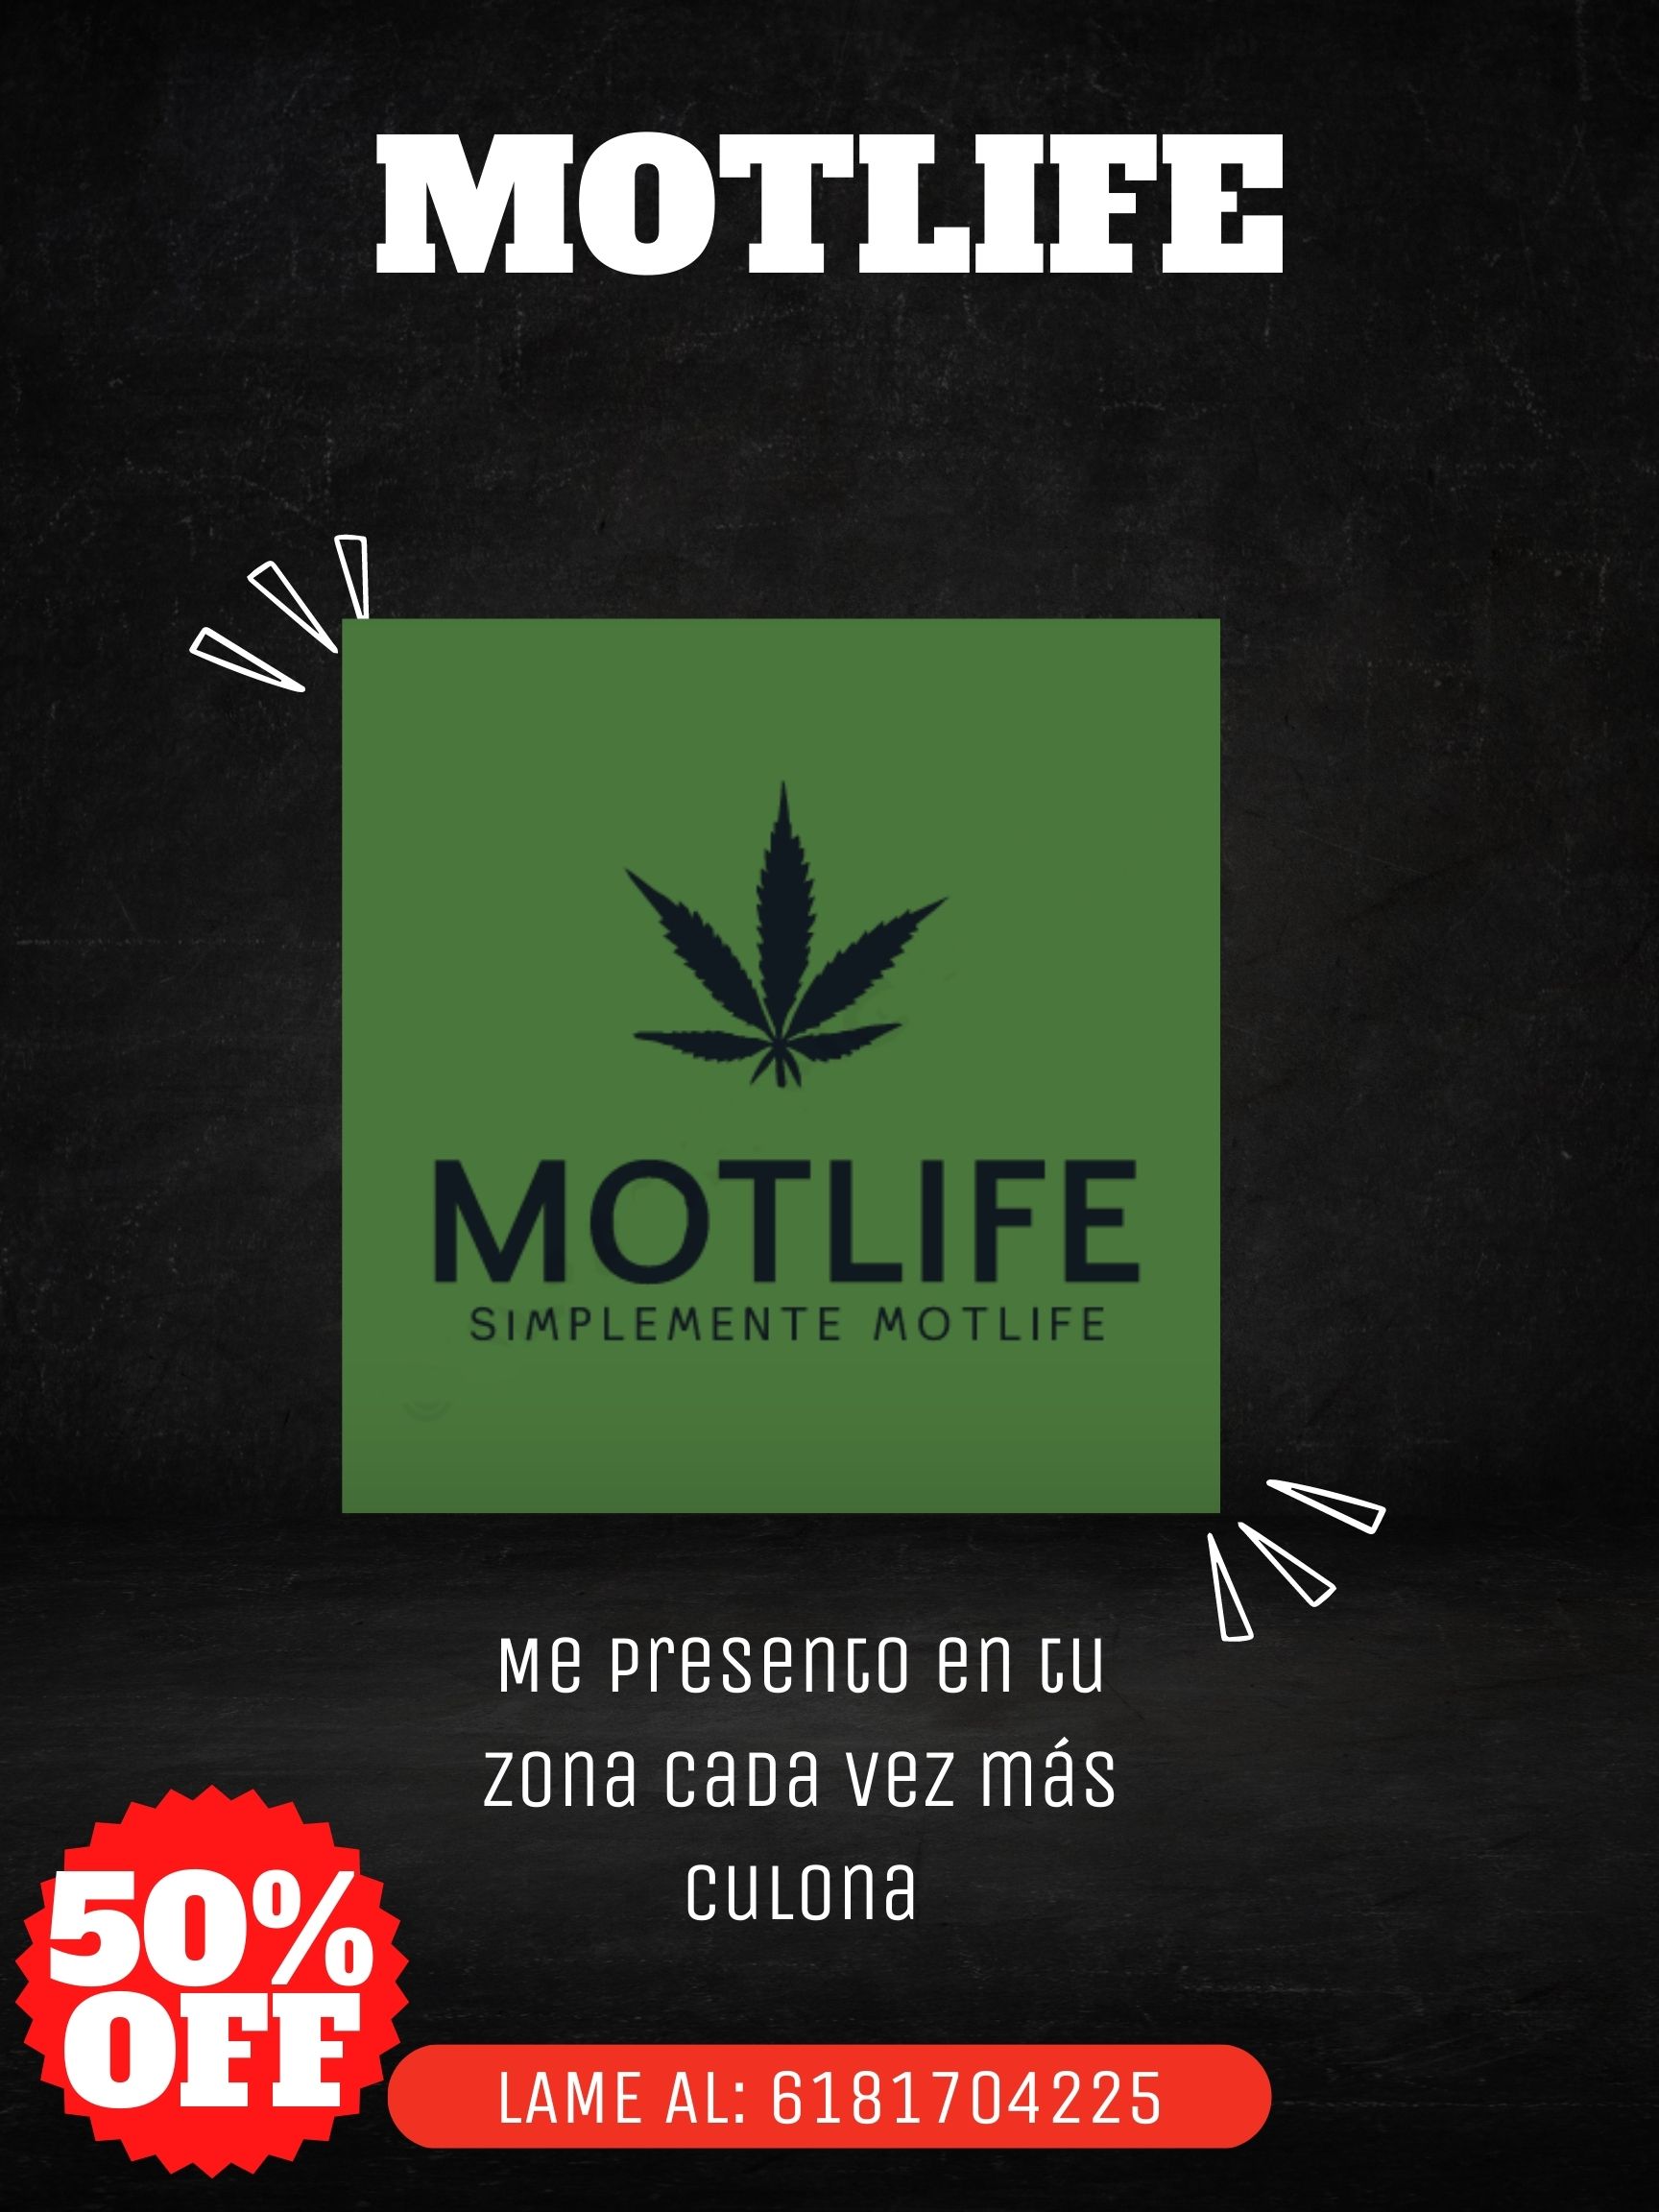 MOTLIFE
MOTLIFE
SIMPLEMENTE MOTLIFE
Me presento en tu
zona cada vez más
culona
50%
OFF
LAME AL: 6181704225